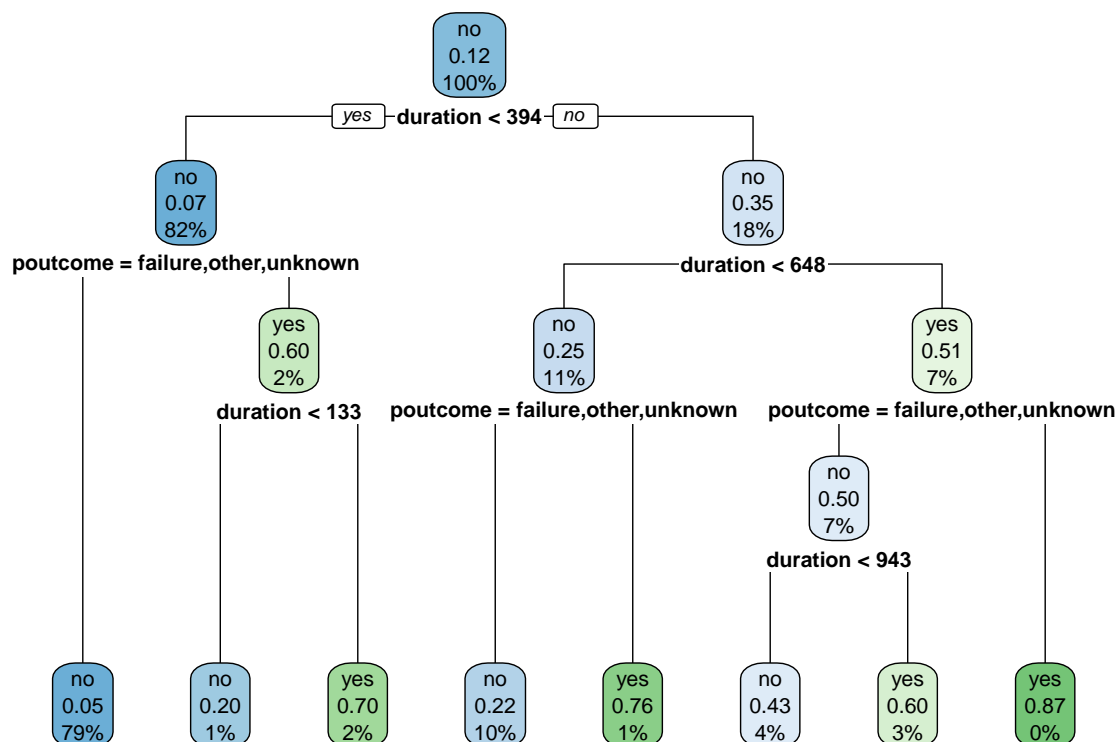 no
0.12
100%
yes duration < 394 no
no
0.07
82%
no
0.35
18%
poutcome = failure,other,unknown
duration < 648
yes
0.60
2%
no
0.25
11%
yes
0.51
7%
duration < 133
poutcome = failure,other,unknown
poutcome = failure,other,unknown
no
0.50
7%
duration < 943
no
0.05
79%
no
0.20
1%
yes
0.70
2%
no
0.22
10%
yes
0.76
1%
no
0.43
4%
yes
0.60
3%
yes
0.87
0%